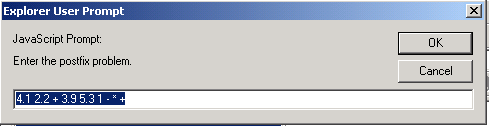 Explorer User Prompt
JavaScript Prompt:
OK
Enter the postfix problem.
Cancel
4.1 2.2 + 3.9 5.3 1 - * +